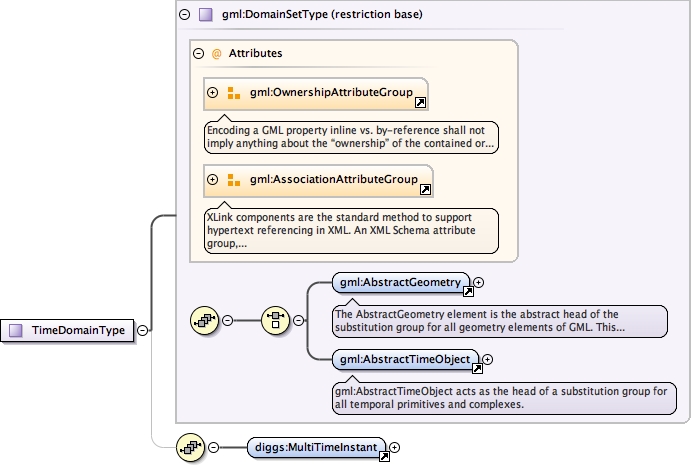 gml:DomainSetType (restriction base)
@ Attributes
gml:OwnershipAttributeGroup
Encoding a GML property inline vs. by-reference shall not
imply anything about the "ownership" of the contained or...
gml:AssociationAttributeGroup
XLink components are the standard method to support
hypertext referencing in XML. An XML Schema attribute
group,...
gml:AbstractGeometry
The AbstractGeometry element is the abstract head of the
substitution group for all geometry elements of GML. This...
TimeDomainType
gml:AbstractTimeObject
gml:AbstractTimeObject acts as the head of a substitution group for
all temporal primitives and complexes.
diggs:MultiTimeInstant